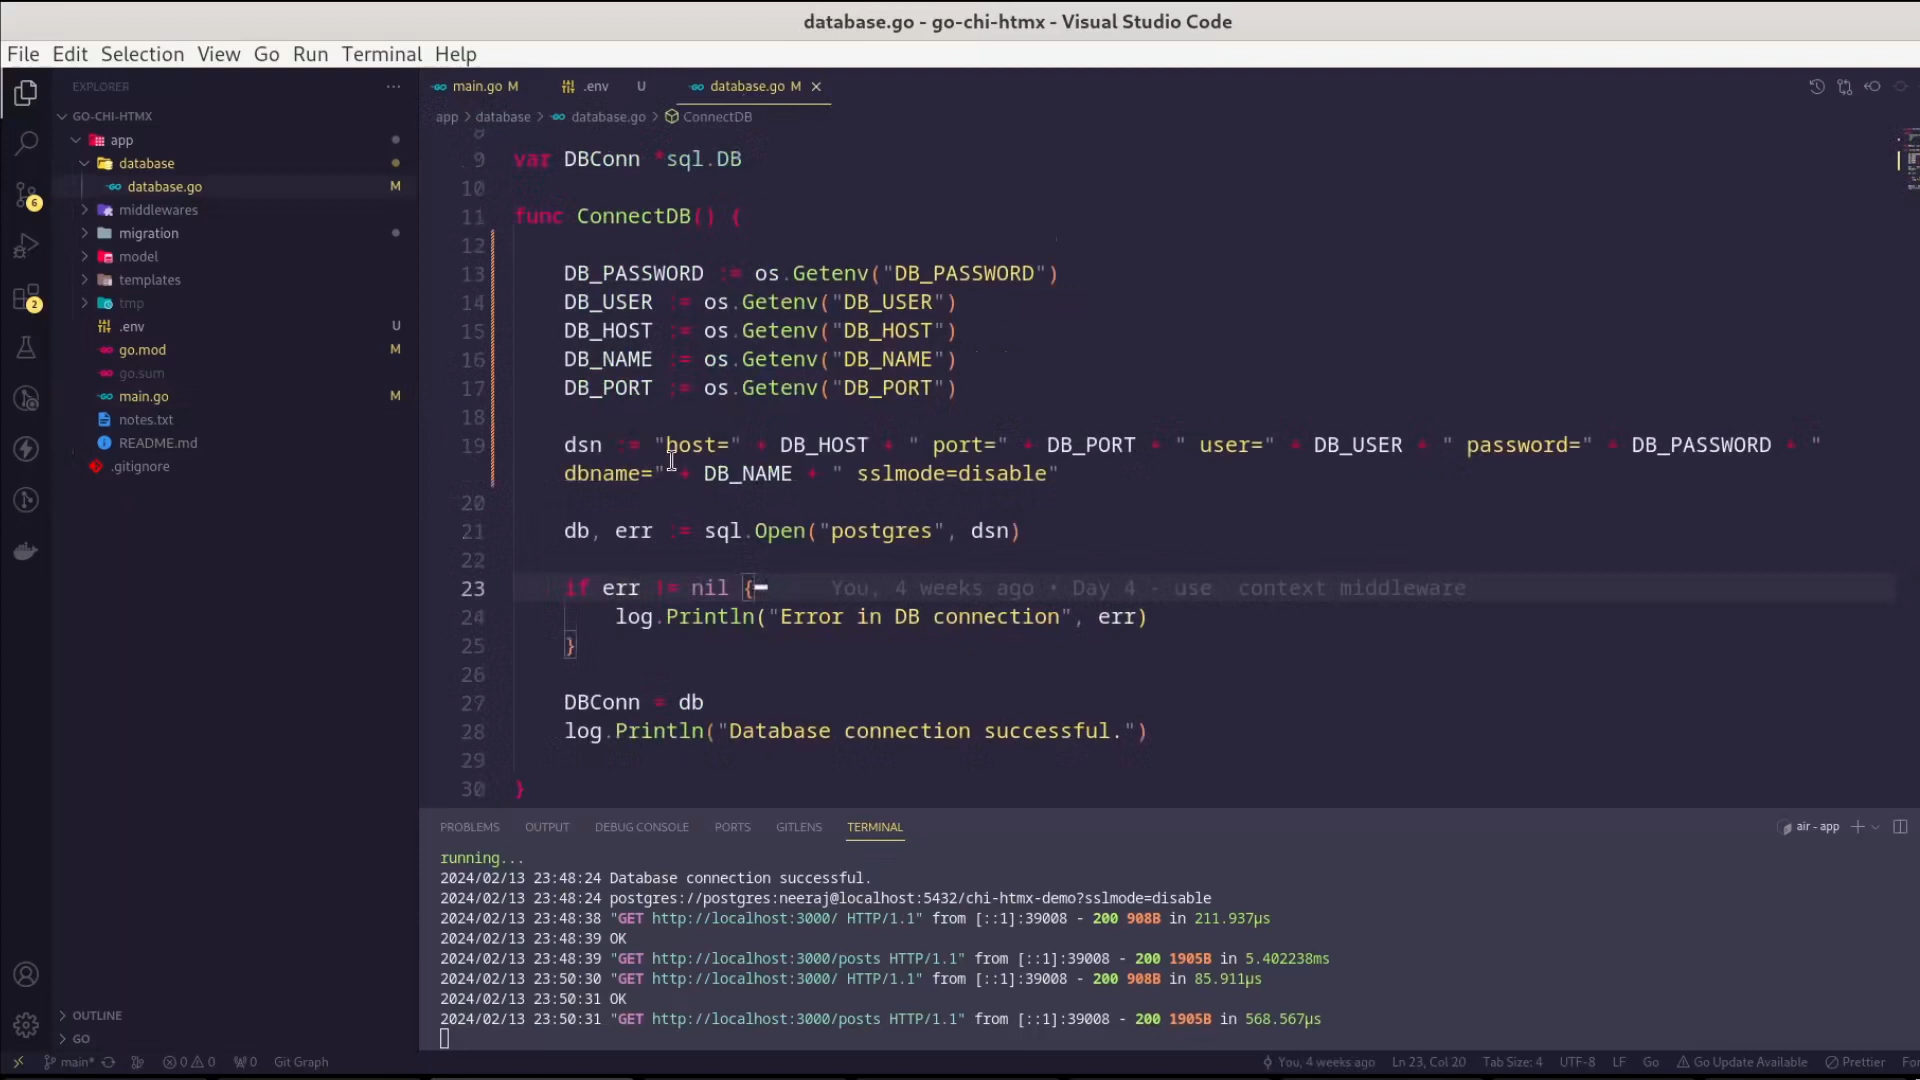 database.go - go-chi-htmx - Visual Studio Code
File Edit Selection View Go Run Terminal Help
EXPLORER ···
GO-CHI-HTMX
app
database
database.go M
middlewares
migration
model
templates
tmp
.env U
go.mod M
go.sum
main.go M
notes.txt
README.md
.gitignore
OUTLINE
GO
6
2
main.go M .env U database.go M
app > database > database.go > ConnectDB
8
9 var DBConn *sql.DB
10
11 func ConnectDB() {
12
13 DB_PASSWORD := os.Getenv("DB_PASSWORD")
14 DB_USER := os.Getenv("DB_USER")
15 DB_HOST := os.Getenv("DB_HOST")
16 DB_NAME := os.Getenv("DB_NAME")
17 DB_PORT := os.Getenv("DB_PORT")
18
19 dsn := "host=" + DB_HOST + " port=" + DB_PORT + " user=" + DB_USER + " password=" + DB_PASSWORD + "
dbname=" + DB_NAME + " sslmode=disable"
20
21 db, err := sql.Open("postgres", dsn)
22
23 if err != nil { You, 4 weeks ago • Day 4 - use context middleware
24 log.Println("Error in DB connection", err)
25 }
26
27 DBConn = db
28 log.Println("Database connection successful.")
29
30 }
PROBLEMS OUTPUT DEBUG CONSOLE PORTS GITLENS TERMINAL air - app
running...
2024/02/13 23:48:24 Database connection successful.
2024/02/13 23:48:24 postgres://postgres:neeraj@localhost:5432/chi-htmx-demo?sslmode=disable
2024/02/13 23:48:38 "GET http://localhost:3000/ HTTP/1.1" from [::1]:39008 - 200 908B in 211.937µs
2024/02/13 23:48:39 OK
2024/02/13 23:48:39 "GET http://localhost:3000/posts HTTP/1.1" from [::1]:39008 - 200 1905B in 5.402238ms
2024/02/13 23:50:30 "GET http://localhost:3000/ HTTP/1.1" from [::1]:39008 - 200 908B in 85.911µs
2024/02/13 23:50:31 OK
2024/02/13 23:50:31 "GET http://localhost:3000/posts HTTP/1.1" from [::1]:39008 - 200 1905B in 568.567µs
main* 0 0 0 Git Graph You, 4 weeks ago Ln 23, Col 20 Tab Size: 4 UTF-8 LF Go Go Update Available Prettier